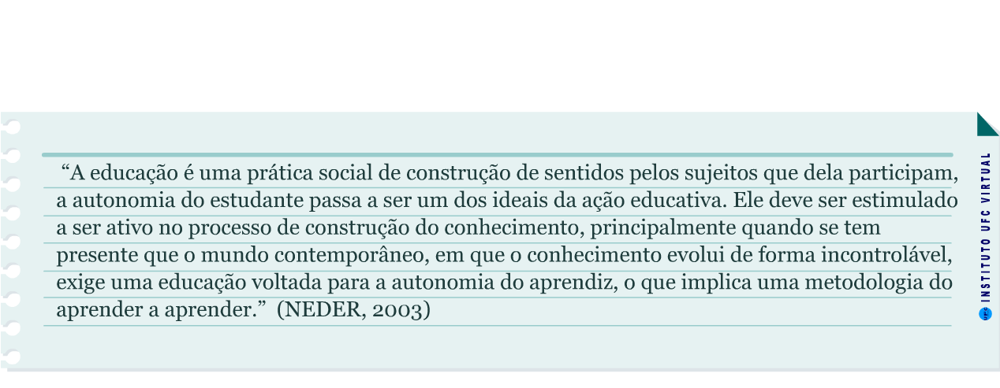 “A educação é uma prática social de construção de sentidos pelos sujeitos que dela participam,
a autonomia do estudante passa a ser um dos ideais da ação educativa. Ele deve ser estimulado
a ser ativo no processo de construção do conhecimento, principalmente quando se tem
presente que o mundo contemporâneo, em que o conhecimento evolui de forma incontrolável,
exige uma educação voltada para a autonomia do aprendiz, o que implica uma metodologia do
aprender a aprender.” (NEDER, 2003)
INSTITUTO UFC VIRTUAL